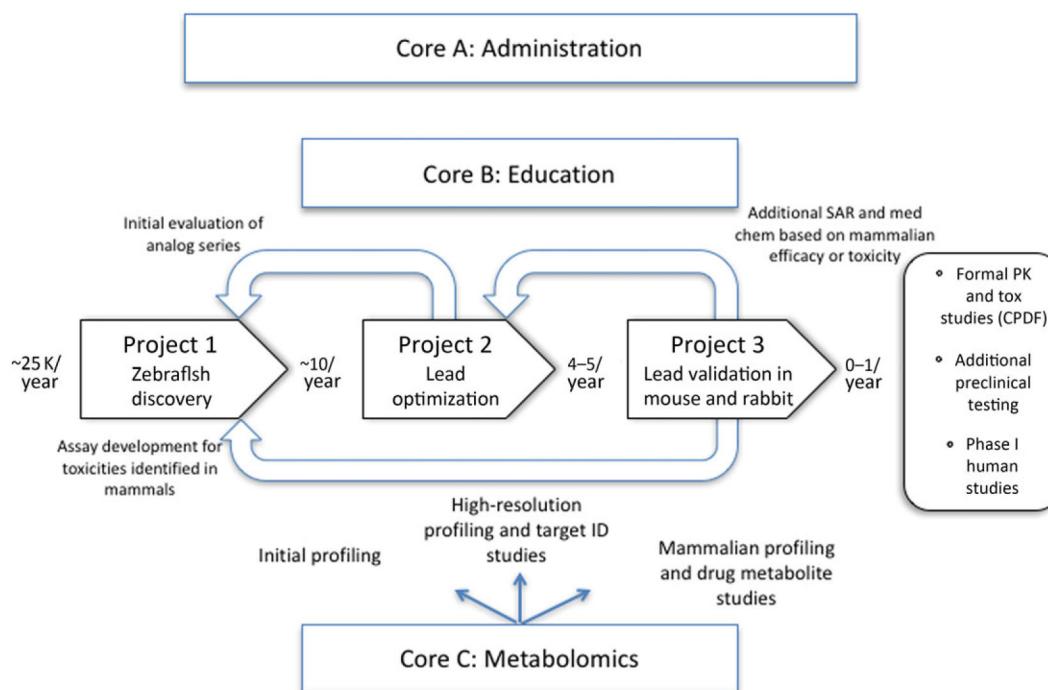 Core A: Administration
Core B: Education
Initial evaluation of
analog series
Additional SAR and med
chem based on mammalian
efficacy or toxicity
~25 K/
year
Project 1
Zebrafish
discovery
~10/
year
Project 2
Lead
optimization
4–5/
year
Project 3
Lead validation in
mouse and rabbit
0–1/
year
Formal PK
and tox
studies (CPDF)
Additional
preclinical
testing
Phase I
human
studies
Assay development for
toxicities identified in
mammals
Initial profiling
High-resolution
profiling and target ID
studies
Mammalian profiling
and drug metabolite
studies
Core C: Metabolomics